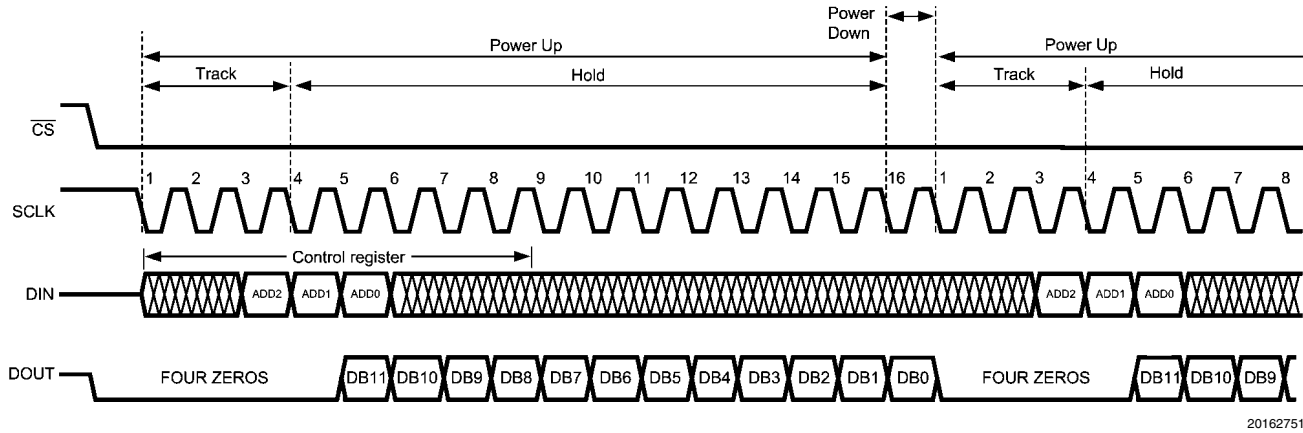 Power Down
Power Up
Power Up
Track
Hold
Track
Hold
CS
1 2 3 4 5 6 7 8 9 10 11 12 13 14 15 16 1 2 3 4 5 6 7 8
SCLK
Control register
DIN
ADD2 ADD1 ADD0 ADD2 ADD1 ADD0
DOUT
FOUR ZEROS DB11 DB10 DB9 DB8 DB7 DB6 DB5 DB4 DB3 DB2 DB1 DB0 FOUR ZEROS DB11 DB10 DB9
20162751